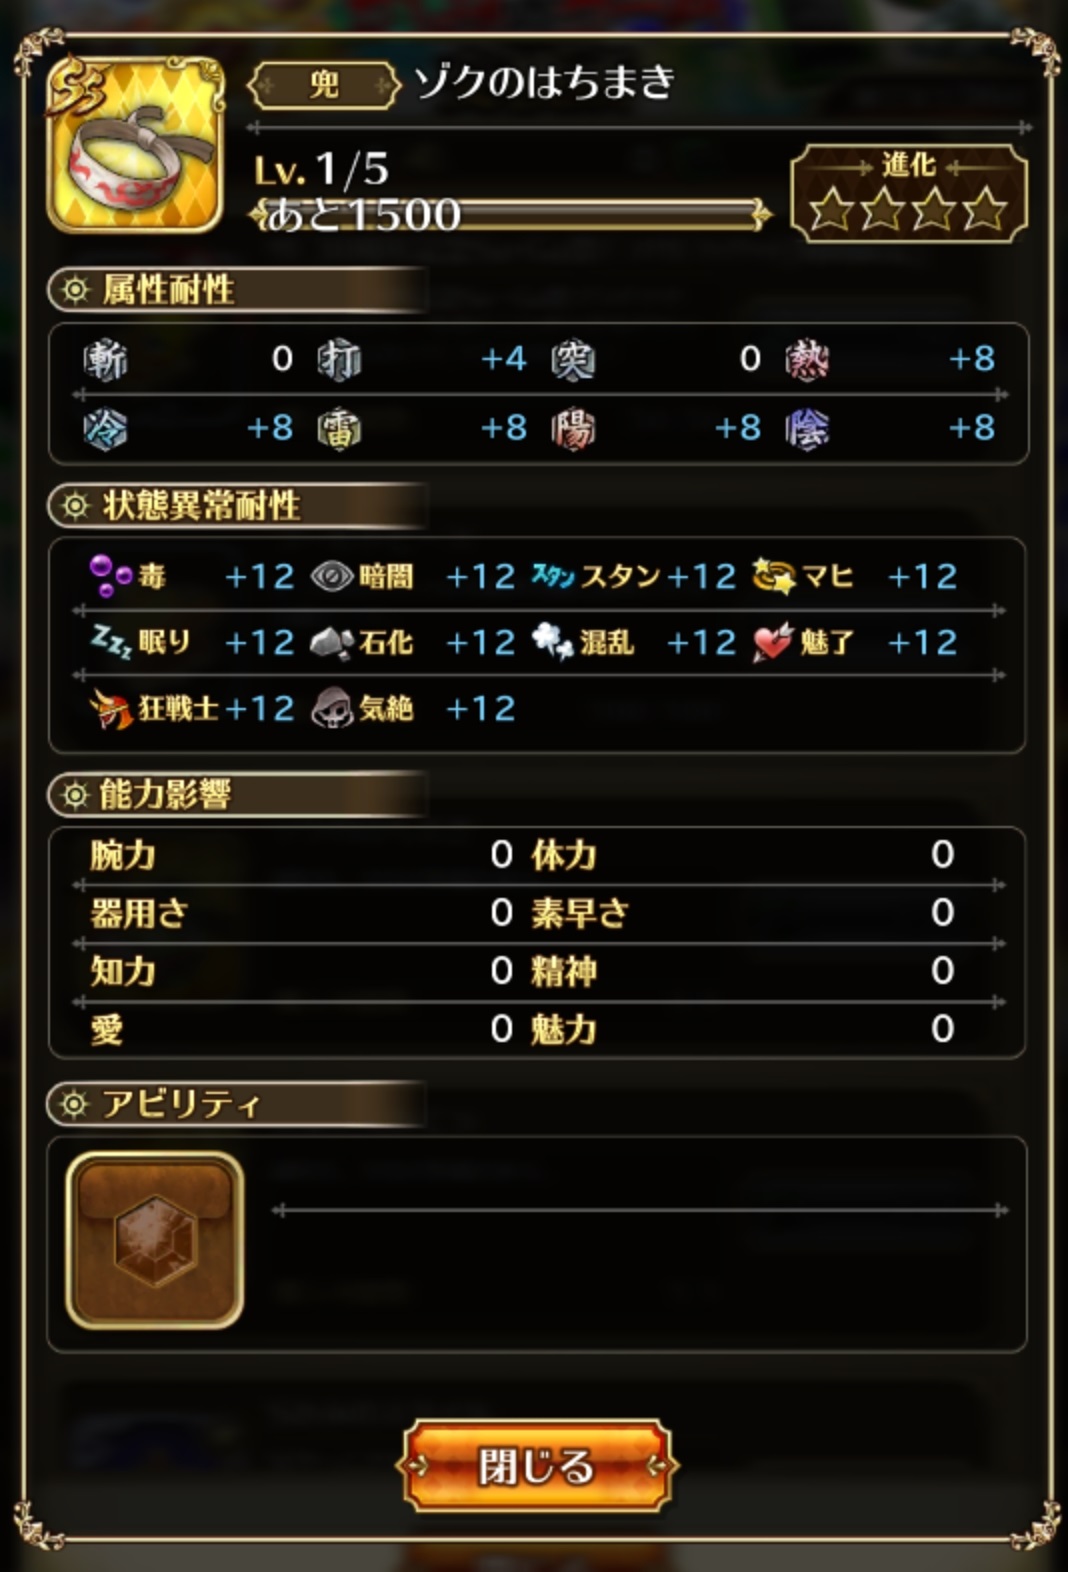 SS
兜 ゾクのはちまき
Lv. 1/5
あと1500
進化
属性耐性
斬 0 打 +4 突 0 熱 +8
冷 +8 雷 +8 陽 +8 陰 +8
状態異常耐性
毒 +12 暗闇 +12 スタン スタン +12 マヒ +12
ZZZ 眠り +12 石化 +12 混乱 +12 魅了 +12
狂戦士 +12 気絶 +12
能力影響
腕力 0 体力 0
器用さ 0 素早さ 0
知力 0 精神 0
愛 0 魅力 0
アビリティ
閉じる